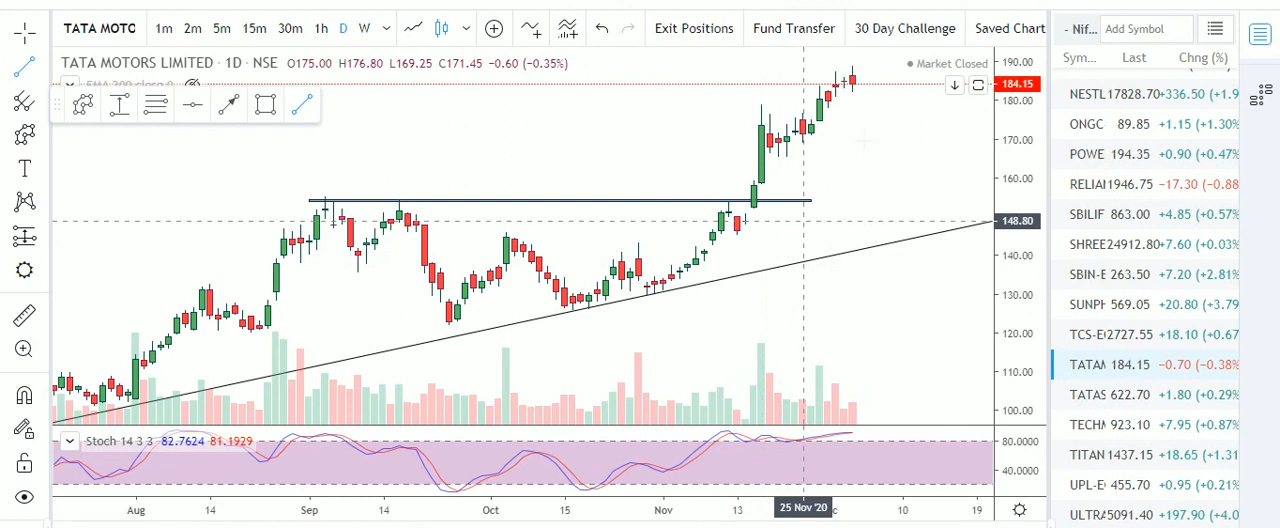 TATA MOTC 1m 2m 5m 15m 30m 1h D W Exit Positions Fund Transfer 30 Day Challenge Saved Chart
- Nif... Add Symbol
TATA MOTORS LIMITED · 1D · NSE O175.00 H176.80 L169.25 C171.45 −0.60 (−0.35%)
Market Closed
Sym... Last Chng (%)
NESTL 17828.70 +336.50 (+1.9
ONGC 89.85 +1.15 (+1.30%
POWE 194.35 +0.90 (+0.47%
RELIAI 1946.75 −17.30 (−0.88
SBILIF 863.00 +4.85 (+0.57%
SHREE 24912.80 +7.60 (+0.03%
SBIN-E 263.50 +7.20 (+2.81%
SUNPH 569.05 +20.80 (+3.79
TCS-E 2727.55 +18.10 (+0.67
TATAM 184.15 −0.70 (−0.38%
TATAS 622.70 +1.80 (+0.29%
TECHM 923.10 +7.95 (+0.87%
TITAN 1437.15 +18.65 (+1.31
UPL-E 455.70 +0.95 (+0.21%
ULTRA 5091.40 +197.90 (+4.0
190.00
184.15
180.00
170.00
160.00
148.80
140.00
130.00
120.00
110.00
100.00
Stoch 14 3 3 82.7624 81.1929
80.0000
40.0000
Aug 14 Sep 14 Oct 15 Nov 13 25 Nov '20 10 19